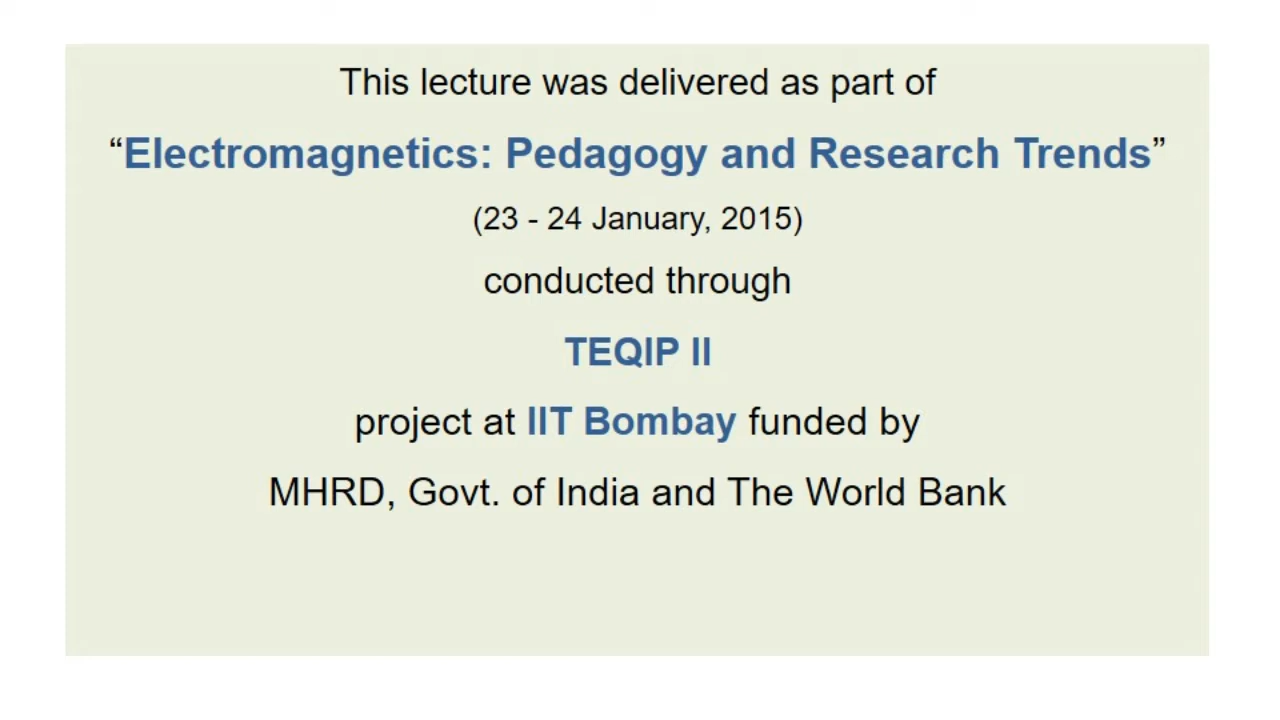 This lecture was delivered as part of
“Electromagnetics: Pedagogy and Research Trends”
(23 - 24 January, 2015)
conducted through
TEQIP II
project at IIT Bombay funded by
MHRD, Govt. of India and The World Bank